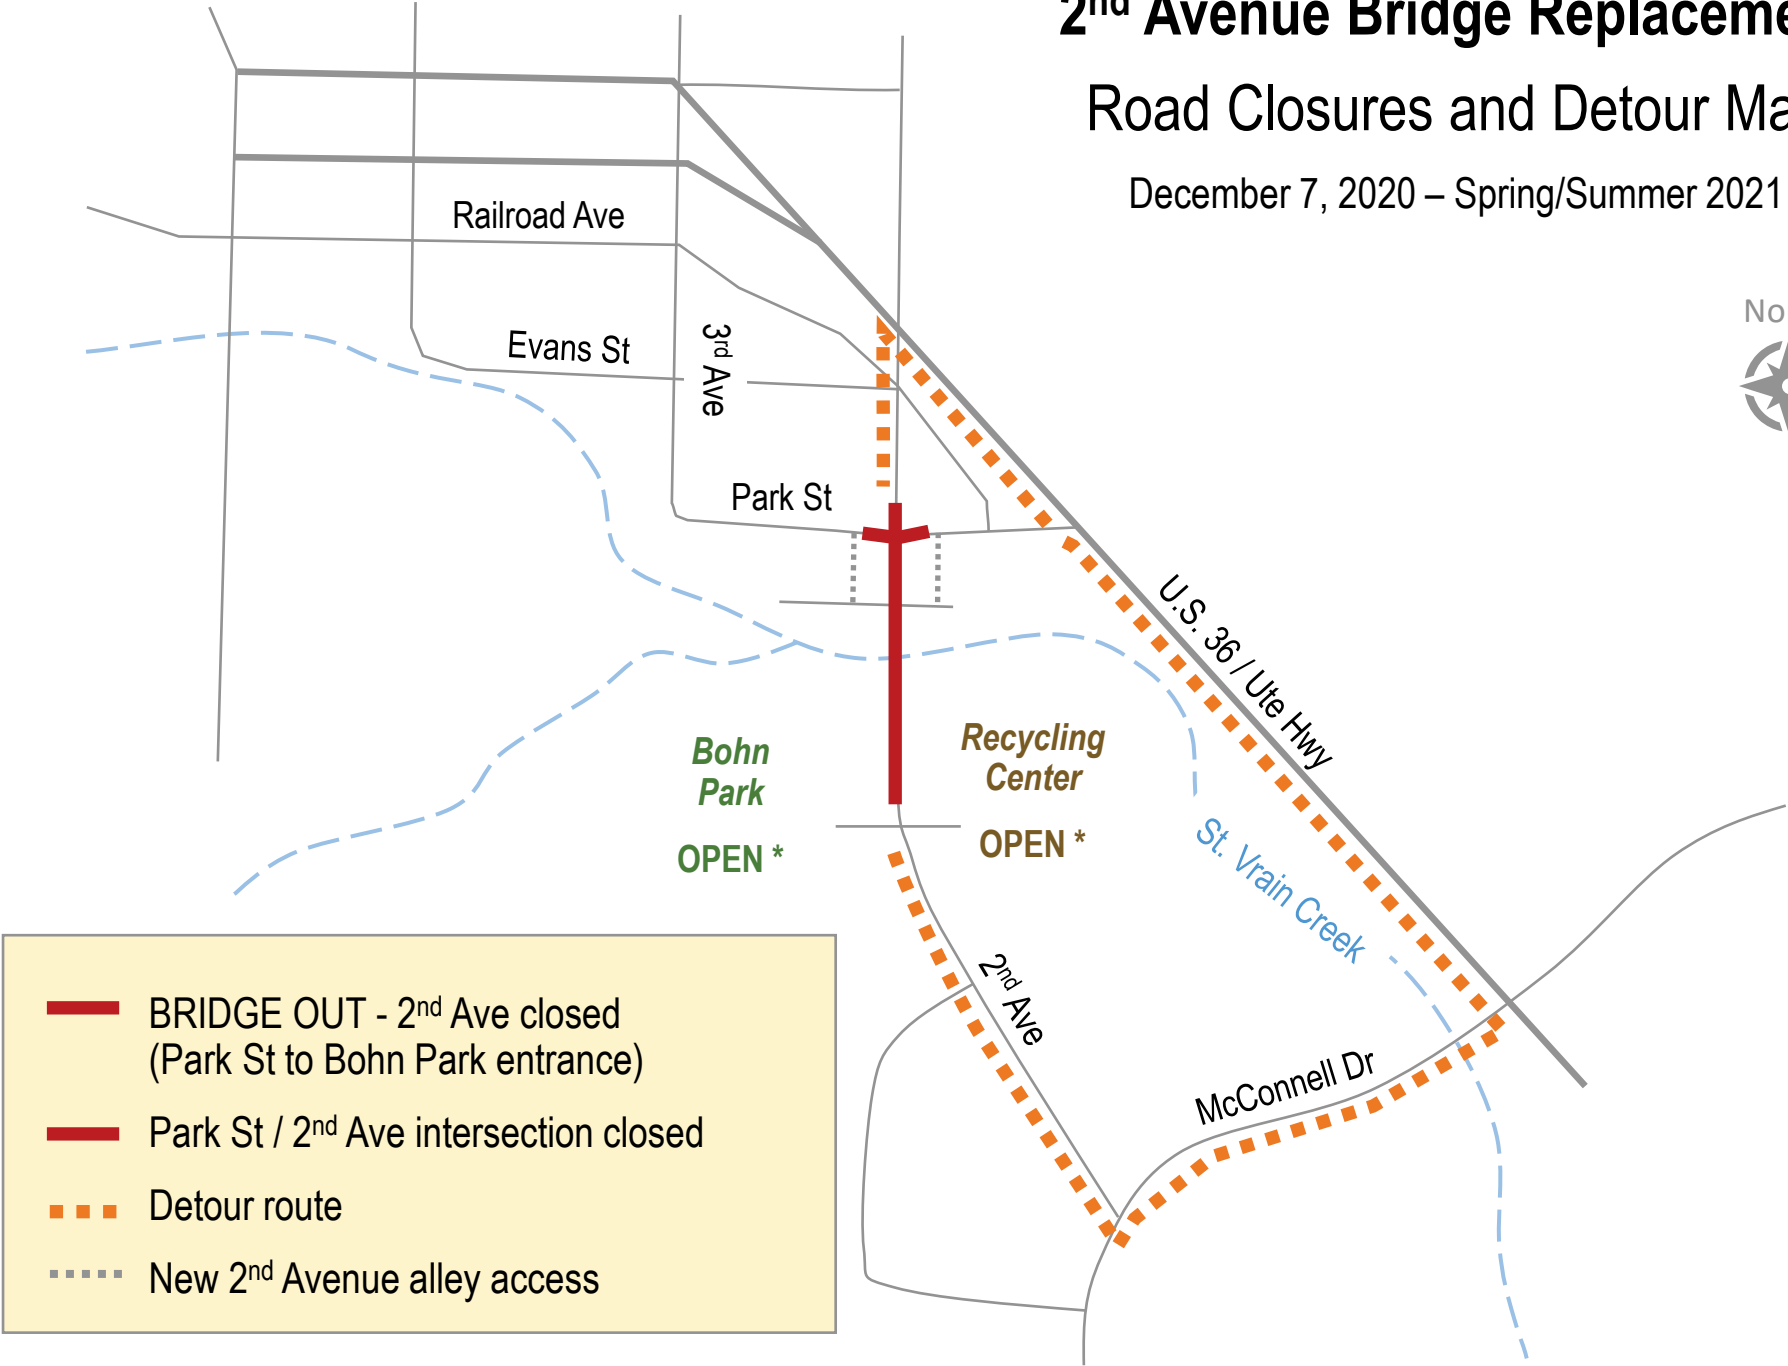 2nd Avenue Bridge Replaceme
Road Closures and Detour Ma
December 7, 2020 – Spring/Summer 2021
No
Railroad Ave
Evans St
3rd Ave
Park St
U.S. 36 / Ute Hwy
Bohn
Park
OPEN *
Recycling
Center
OPEN *
St. Vrain Creek
2nd Ave
McConnell Dr
BRIDGE OUT - 2nd Ave closed
(Park St to Bohn Park entrance)
Park St / 2nd Ave intersection closed
Detour route
New 2nd Avenue alley access